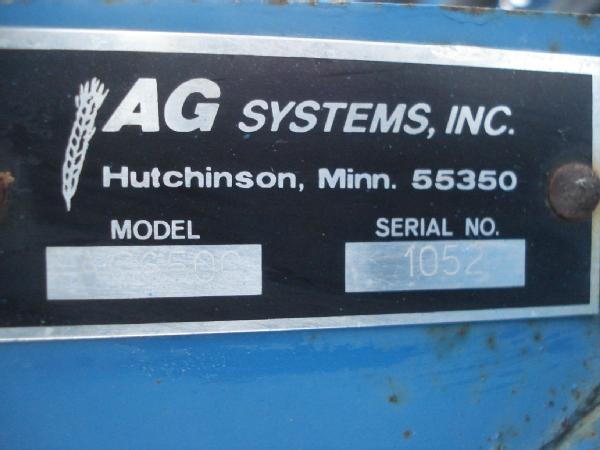 AG SYSTEMS, INC.
Hutchinson, Minn. 55350
MODEL SERIAL NO.
1052